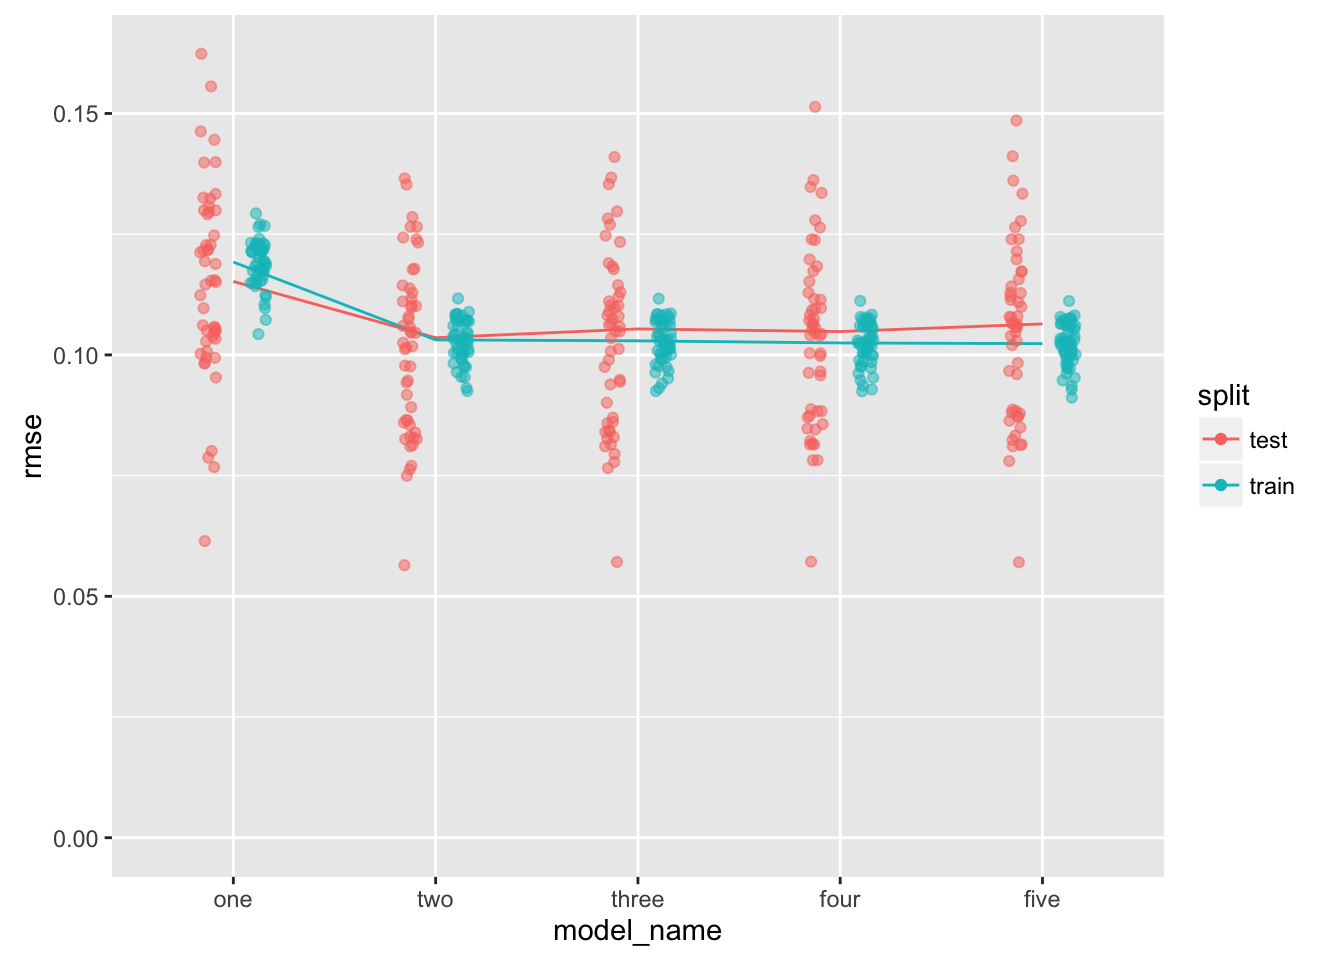 0.15
0.10
0.05
0.00
rmse
one two three four five
model_name
split
test
train